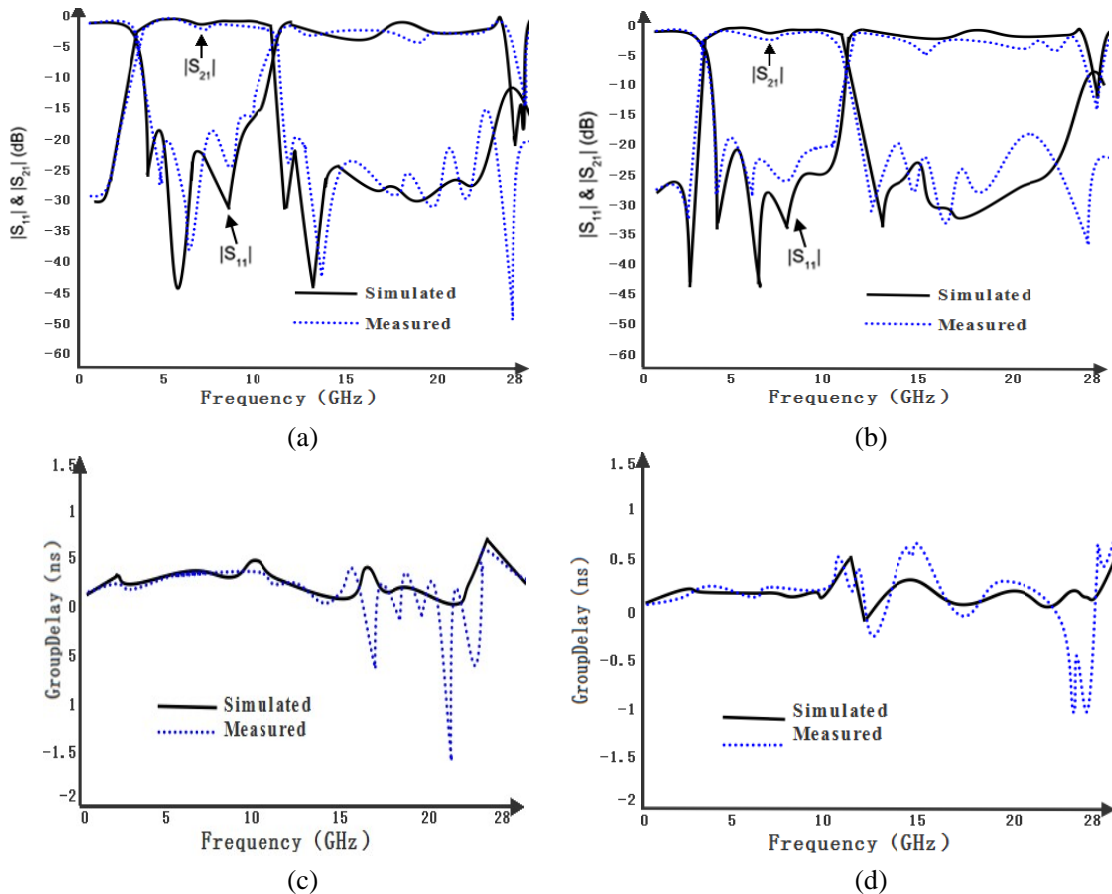 0
-5
-10
-15
-20
-25
-30
-35
-40
-45
-50
-55
-60
|S11| & |S21| (dB)
|S21|
|S11|
Simulated
Measured
0 5 10 15 20 28
Frequency (GHz)
(a)
0
-5
-10
-15
-20
-25
-30
-35
-40
-45
-50
-55
-60
|S11| & |S21| (dB)
|S21|
|S11|
Simulated
Measured
0 5 10 15 20 28
Frequency (GHz)
(b)
1.5
1
5
0
5
1
-1.5
-2
GroupDelay (ns)
Simulated
Measured
0 5 10 15 20 28
Frequency (GHz)
(c)
1.5
1
0.5
0
-0.5
-1
-1.5
-2
GroupDelay (ns)
Simulated
Measured
0 5 10 15 20 28
Frequency (GHz)
(d)